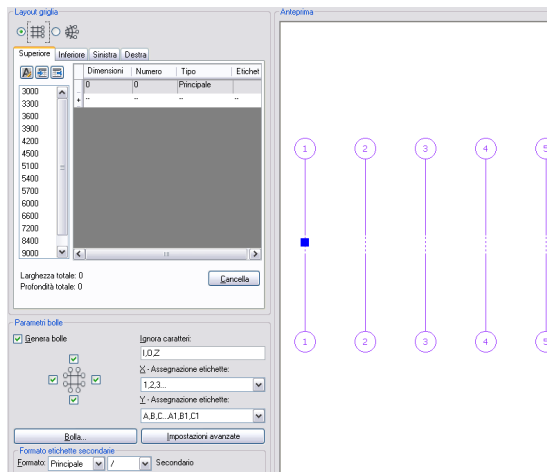 Layout griglia
Superiore Inferiore Sinistra Destra
Dimensioni Numero Tipo Etichet
0 0 Principale
+ -- -- -- --
3000
3300
3600
3900
4200
4500
5100
5400
5700
6000
6600
7200
8400
9000
Larghezza totale: 0
Profondità totale: 0
Cancella
Parametri bolle
Genera bolle
Ignora caratteri:
I,O,Z
X - Assegnazione etichette:
1,2,3...
Y - Assegnazione etichette:
A,B,C...A1,B1,C1
Bolla... Impostazioni avanzate
Formato etichette secondarie
Formato: Principale / Secondario
Anteprima
1 2 3 4 5
1 2 3 4 5